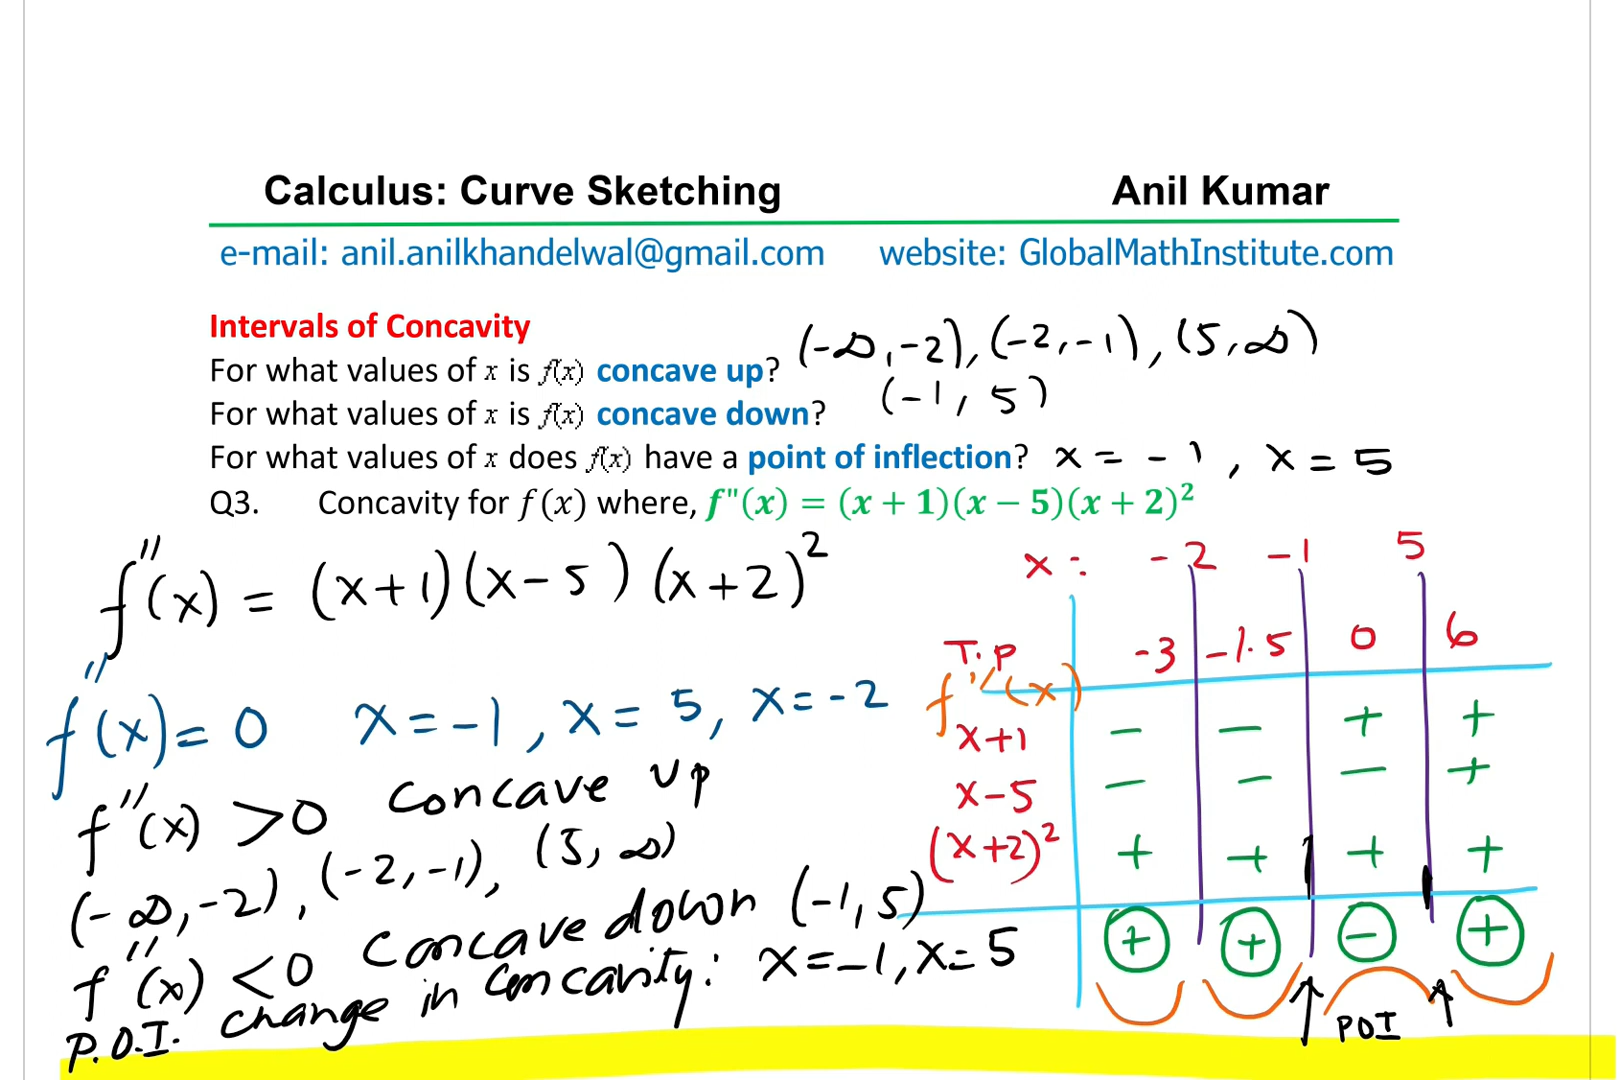 Calculus: Curve Sketching Anil Kumar
e-mail: anil.anilkhandelwal@gmail.com website: GlobalMathInstitute.com
Intervals of Concavity
For what values of x is f(x) concave up? (-∞,-2), (-2,-1), (5,∞)
For what values of x is f(x) concave down? (-1, 5)
For what values of x does f(x) have a point of inflection? x = -1, x = 5
Q3. Concavity for f(x) where, f"(x) = (x + 1)(x − 5)(x + 2)²
f"(x) = (x+1)(x-5)(x+2)²
f"(x) = 0 x = -1, x = 5, x = -2
f"(x) > 0 concave up
(-∞,-2), (-2,-1), (5,∞)
f"(x) < 0 concave down (-1,5)
P.O.I. change in concavity: x = -1, x = 5
x: -2 -1 5
T.P -3 -1.5 0 6
f"(x)
x+1 − − + +
x-5 − − − +
(x+2)² + + + +
+ + − +
POI